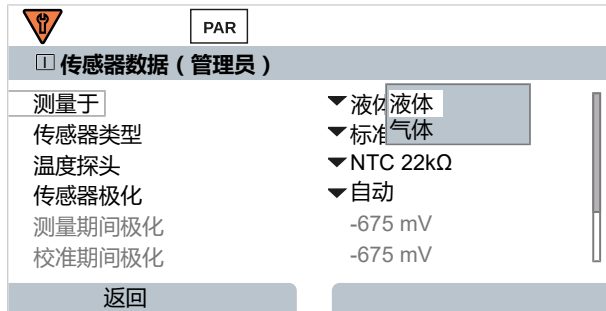 PAR
I 传感器数据（管理员）
测量于 液体 液体
传感器类型 标准 气体
温度探头 NTC 22kΩ
传感器极化 自动
测量期间极化 -675 mV
校准期间极化 -675 mV
返回